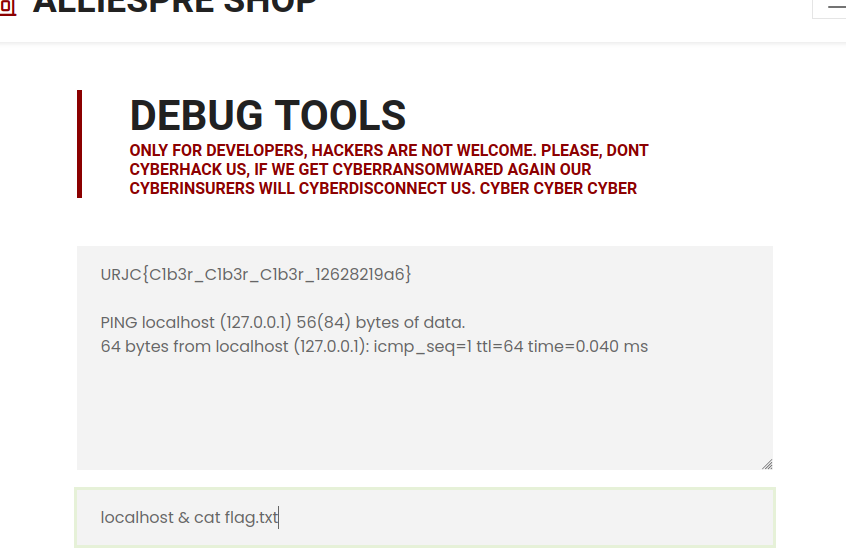 ALLIESPRE SHOP
DEBUG TOOLS
ONLY FOR DEVELOPERS, HACKERS ARE NOT WELCOME. PLEASE, DONT
CYBERHACK US, IF WE GET CYBERRANSOMWARED AGAIN OUR
CYBERINSURERS WILL CYBERDISCONNECT US. CYBER CYBER CYBER
URJC{C1b3r_C1b3r_C1b3r_12628219a6}
PING localhost (127.0.0.1) 56(84) bytes of data.
64 bytes from localhost (127.0.0.1): icmp_seq=1 ttl=64 time=0.040 ms
localhost & cat flag.txt